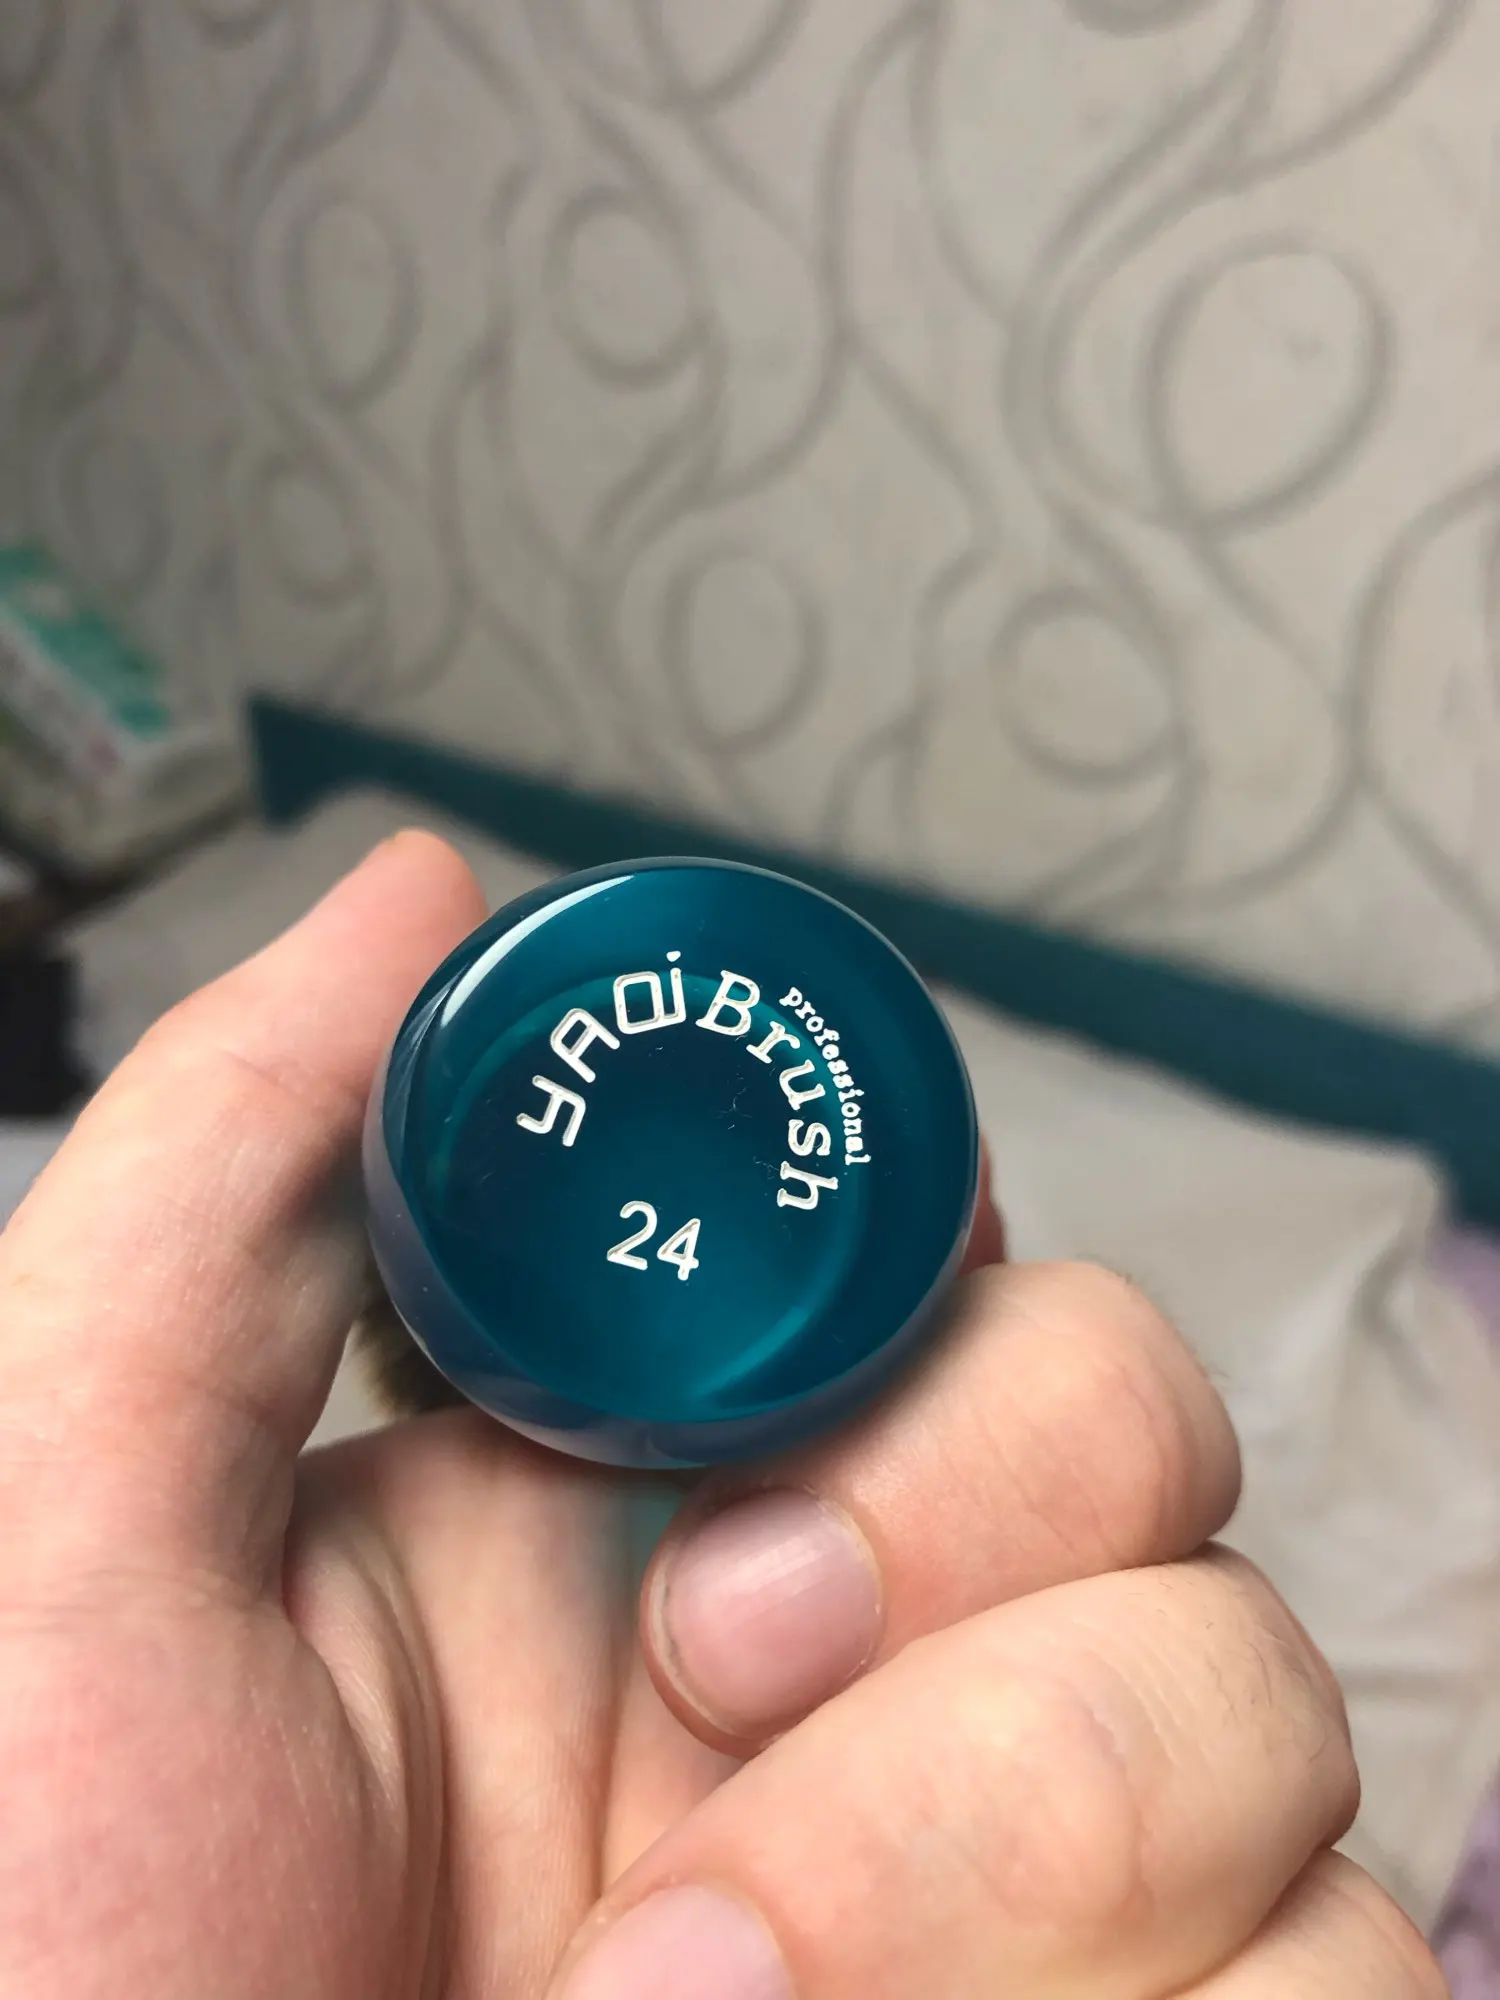 yAQi Brush
professional
24